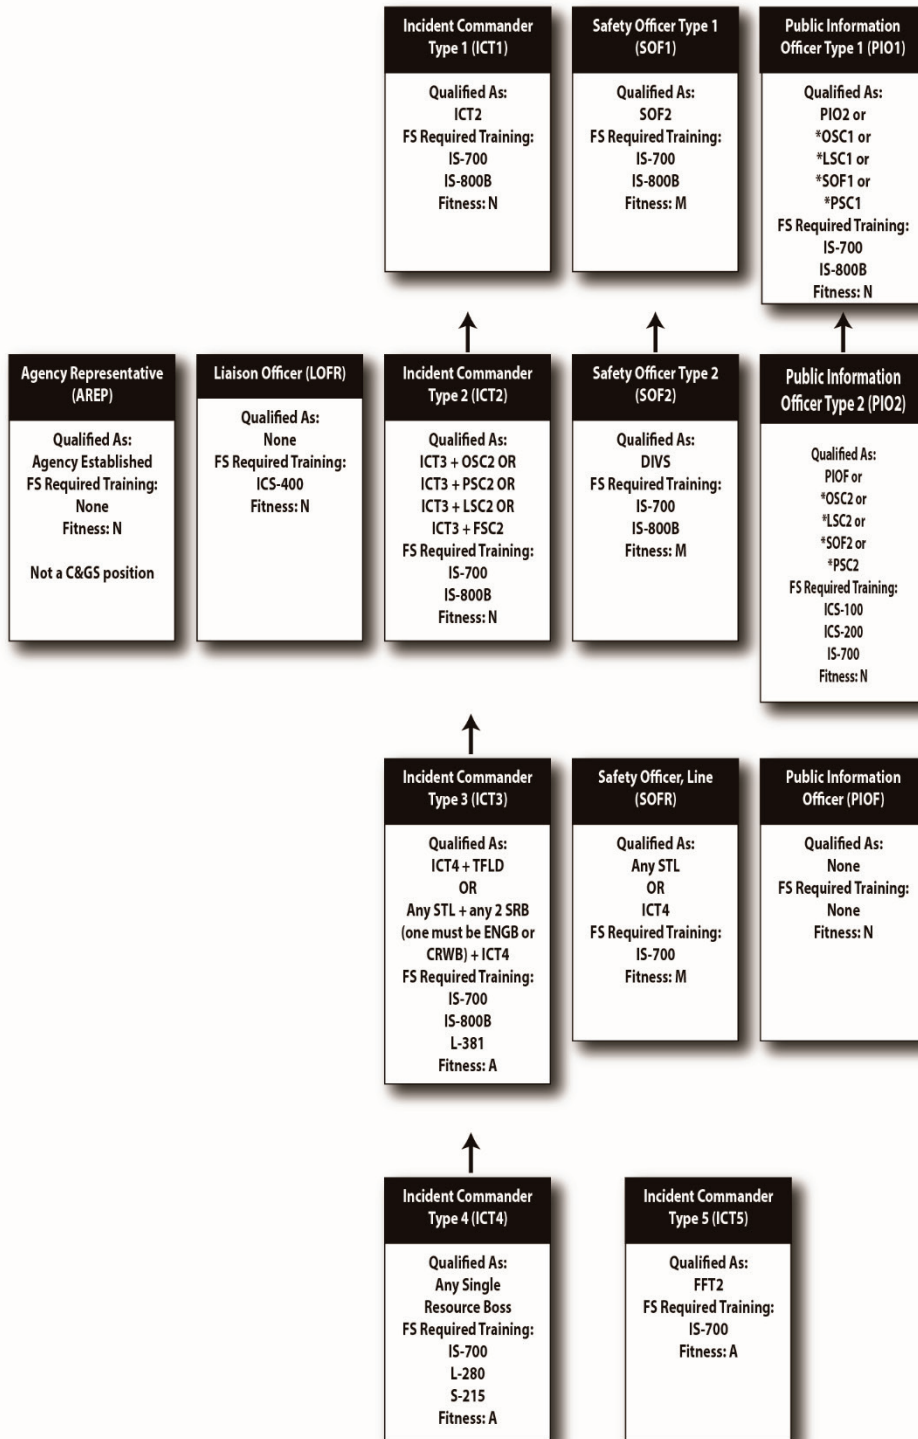 Incident Commander
Type 1 (ICT1)
Qualified As:
ICT2
FS Required Training:
IS-700
IS-800B
Fitness: N
Safety Officer Type 1
(SOF1)
Qualified As:
SOF2
FS Required Training:
IS-700
IS-800B
Fitness: M
Public Information
Officer Type 1 (PIO1)
Qualified As:
PIO2 or
*OSC1 or
*LSC1 or
*SOF1 or
*PSC1
FS Required Training:
IS-700
IS-800B
Fitness: N
Agency Representative
(AREP)
Qualified As:
Agency Established
FS Required Training:
None
Fitness: N
Not a C&GS position
Liaison Officer (LOFR)
Qualified As:
None
FS Required Training:
ICS-400
Fitness: N
Incident Commander
Type 2 (ICT2)
Qualified As:
ICT3 + OSC2 OR
ICT3 + PSC2 OR
ICT3 + LSC2 OR
ICT3 + FSC2
FS Required Training:
IS-700
IS-800B
Fitness: N
Safety Officer Type 2
(SOF2)
Qualified As:
DIVS
FS Required Training:
IS-700
IS-800B
Fitness: M
Public Information
Officer Type 2 (PIO2)
Qualified As:
PIOF or
*OSC2 or
*LSC2 or
*SOF2 or
*PSC2
FS Required Training:
ICS-100
ICS-200
IS-700
Fitness: N
Incident Commander
Type 3 (ICT3)
Qualified As:
ICT4 + TFLD
OR
Any STL + any 2 SRB
(one must be ENGB or
CRWB) + ICT4
FS Required Training:
IS-700
IS-800B
L-381
Fitness: A
Safety Officer, Line
(SOFR)
Qualified As:
Any STL
OR
ICT4
FS Required Training:
IS-700
Fitness: M
Public Information
Officer (PIOF)
Qualified As:
None
FS Required Training:
None
Fitness: N
Incident Commander
Type 4 (ICT4)
Qualified As:
Any Single
Resource Boss
FS Required Training:
IS-700
L-280
S-215
Fitness: A
Incident Commander
Type 5 (ICT5)
Qualified As:
FFT2
FS Required Training:
IS-700
Fitness: A